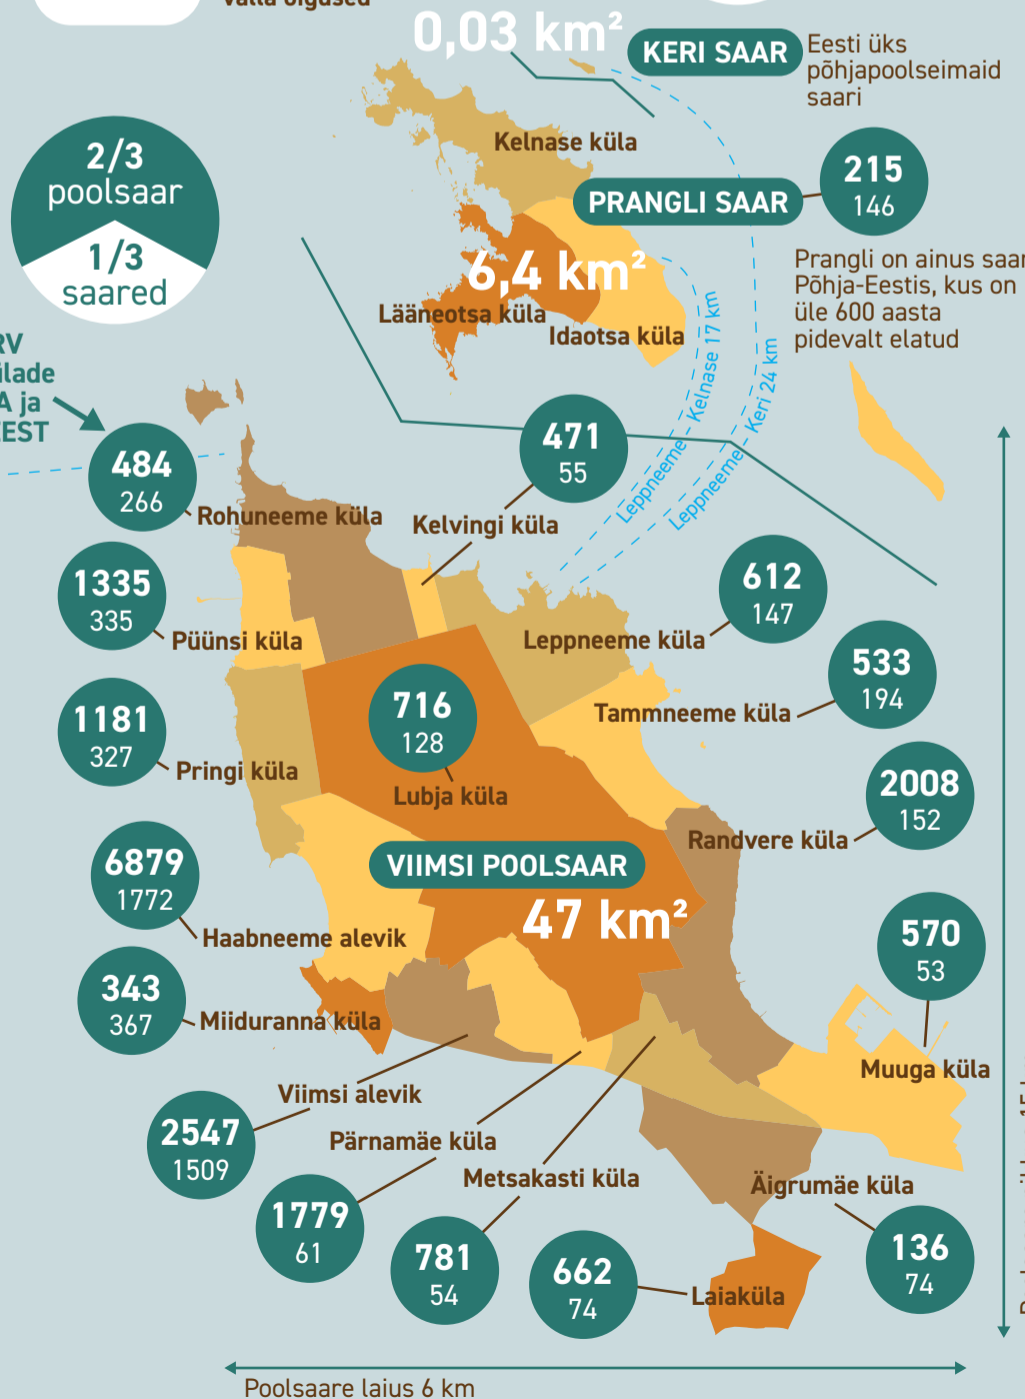 valla õigused
0,03 km²
KERI SAAR
Eesti üks
põhjapoolseimaid
saari
2/3
poolsaar
1/3
saared
Kelnase küla
PRANGLI SAAR
215
146
6,4 km²
Lääneotsa küla
Idaotsa küla
Prangli on ainus saar
Põhja-Eestis, kus on
üle 600 aasta
pidevalt elatud
Leppneeme - Kelnase 17 km
Leppneeme - Keri 24 km
A ja
EEST
484
266
Rohuneeme küla
471
55
Kelvingi küla
1335
335
Püünsi küla
612
147
Leppneeme küla
533
194
Tammneeme küla
1181
327
Pringi küla
716
128
Lubja küla
2008
152
Randvere küla
6879
1772
Haabneeme alevik
VIIMSI POOLSAAR
47 km²
570
53
Muuga küla
343
367
Miiduranna küla
Viimsi alevik
2547
1509
Pärnamäe küla
1779
61
Metsakasti küla
781
54
662
74
Laiaküla
Äigrumäe küla
136
74
Poolsaare laius 6 km